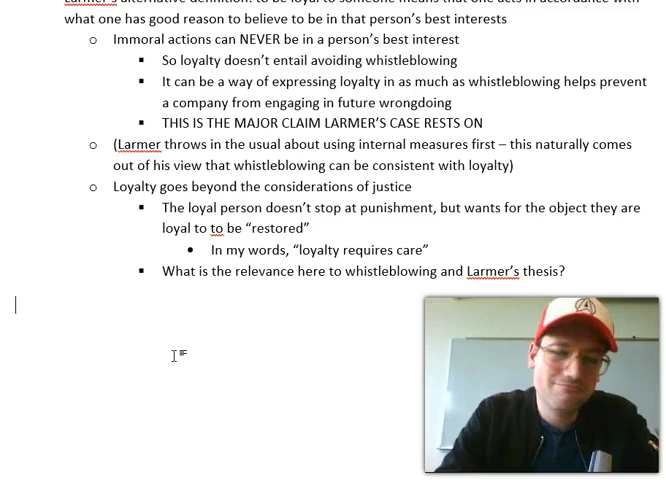 Larmer's alternative definition: to be loyal to someone means that one acts in accordance with
what one has good reason to believe to be in that person's best interests
o Immoral actions can NEVER be in a person's best interest
▪ So loyalty doesn't entail avoiding whistleblowing
▪ It can be a way of expressing loyalty in as much as whistleblowing helps prevent
a company from engaging in future wrongdoing
▪ THIS IS THE MAJOR CLAIM LARMER'S CASE RESTS ON
o (Larmer throws in the usual about using internal measures first – this naturally comes
out of his view that whistleblowing can be consistent with loyalty)
o Loyalty goes beyond the considerations of justice
▪ The loyal person doesn't stop at punishment, but wants for the object they are
loyal to to be “restored”
• In my words, “loyalty requires care”
▪ What is the relevance here to whistleblowing and Larmer's thesis?